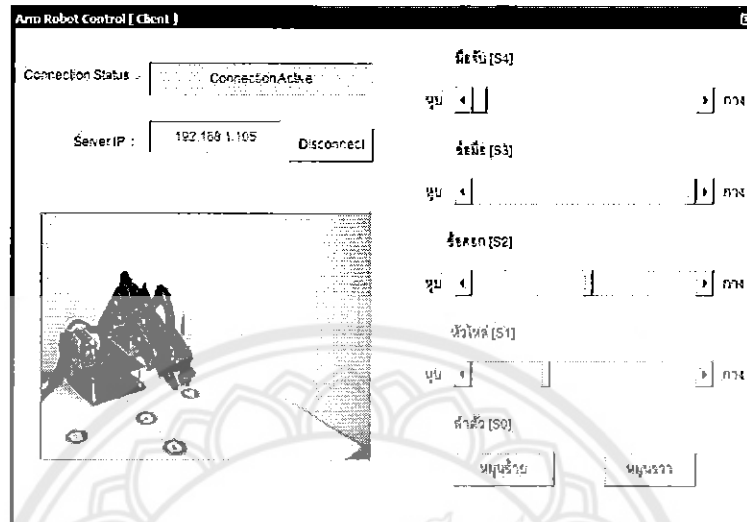 Arm Robot Control [ Client ]
Connection Status :
ConnectionActive
Server IP :
192.168.1.105
Disconnect
มือจับ [S4]
หุบ
กาง
ข้อมือ [S3]
หุบ
กาง
ข้อศอก [S2]
หุบ
กาง
หัวไหล่ [S1]
หุบ
กาง
ลำตัว [S0]
หมุนซ้าย
หมุนขวา